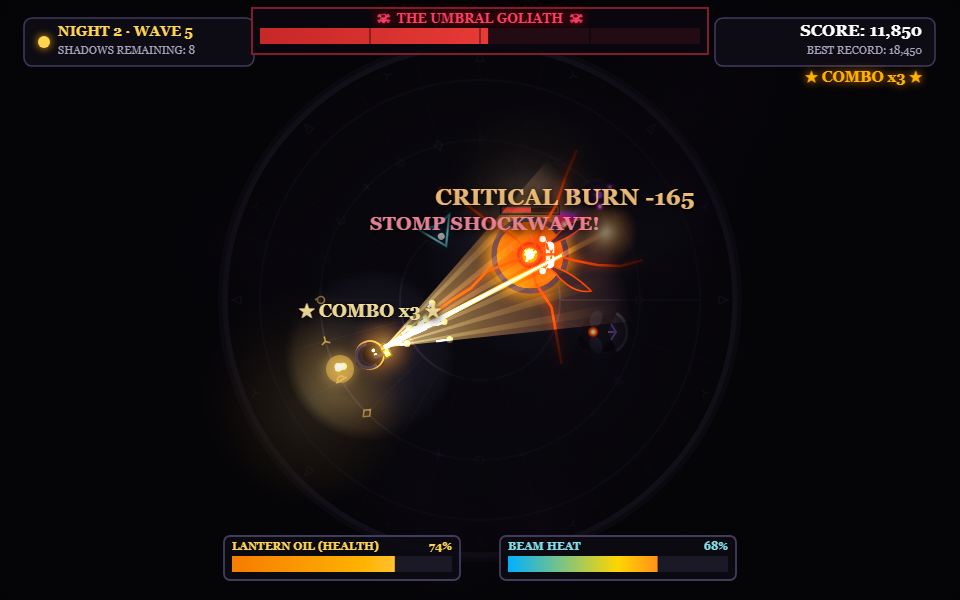 NIGHT 2 - WAVE 5
SHADOWS REMAINING: 8
THE UMBRAL GOLIATH
SCORE: 11,850
BEST RECORD: 18,450
★ COMBO x3 ★
CRITICAL BURN -165
STOMP SHOCKWAVE!
★ COMBO x3 ★
LANTERN OIL (HEALTH) 74%
BEAM HEAT 68%